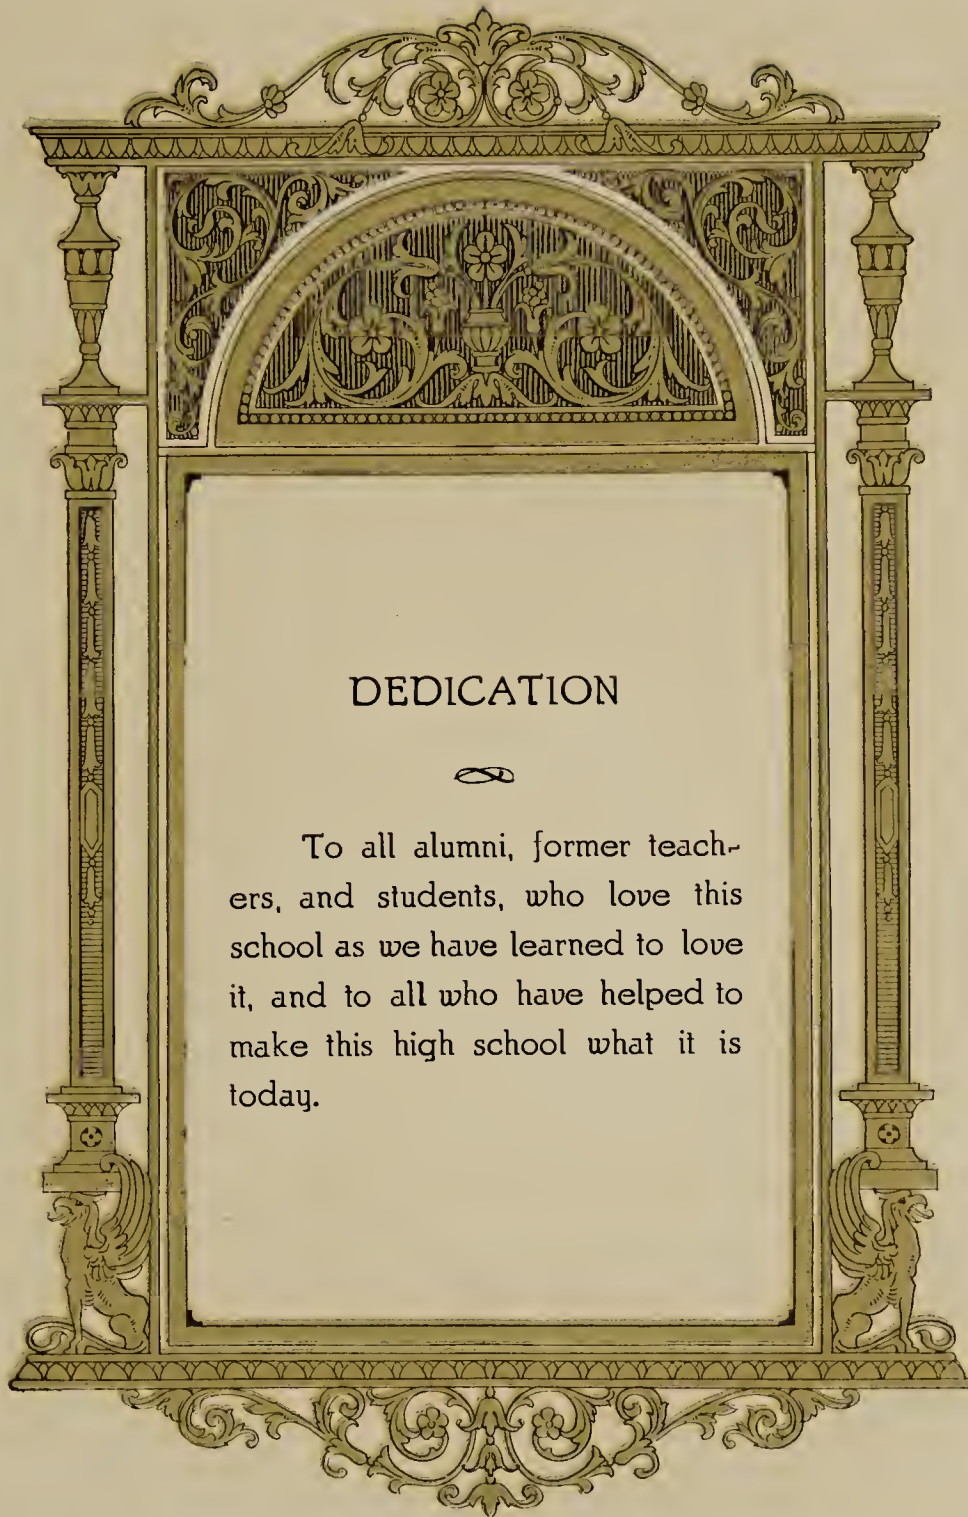 DEDICATION
To all alumni, former teach-
ers, and students, who love this
school as we have learned to love
it, and to all who have helped to
make this high school what it is
today.